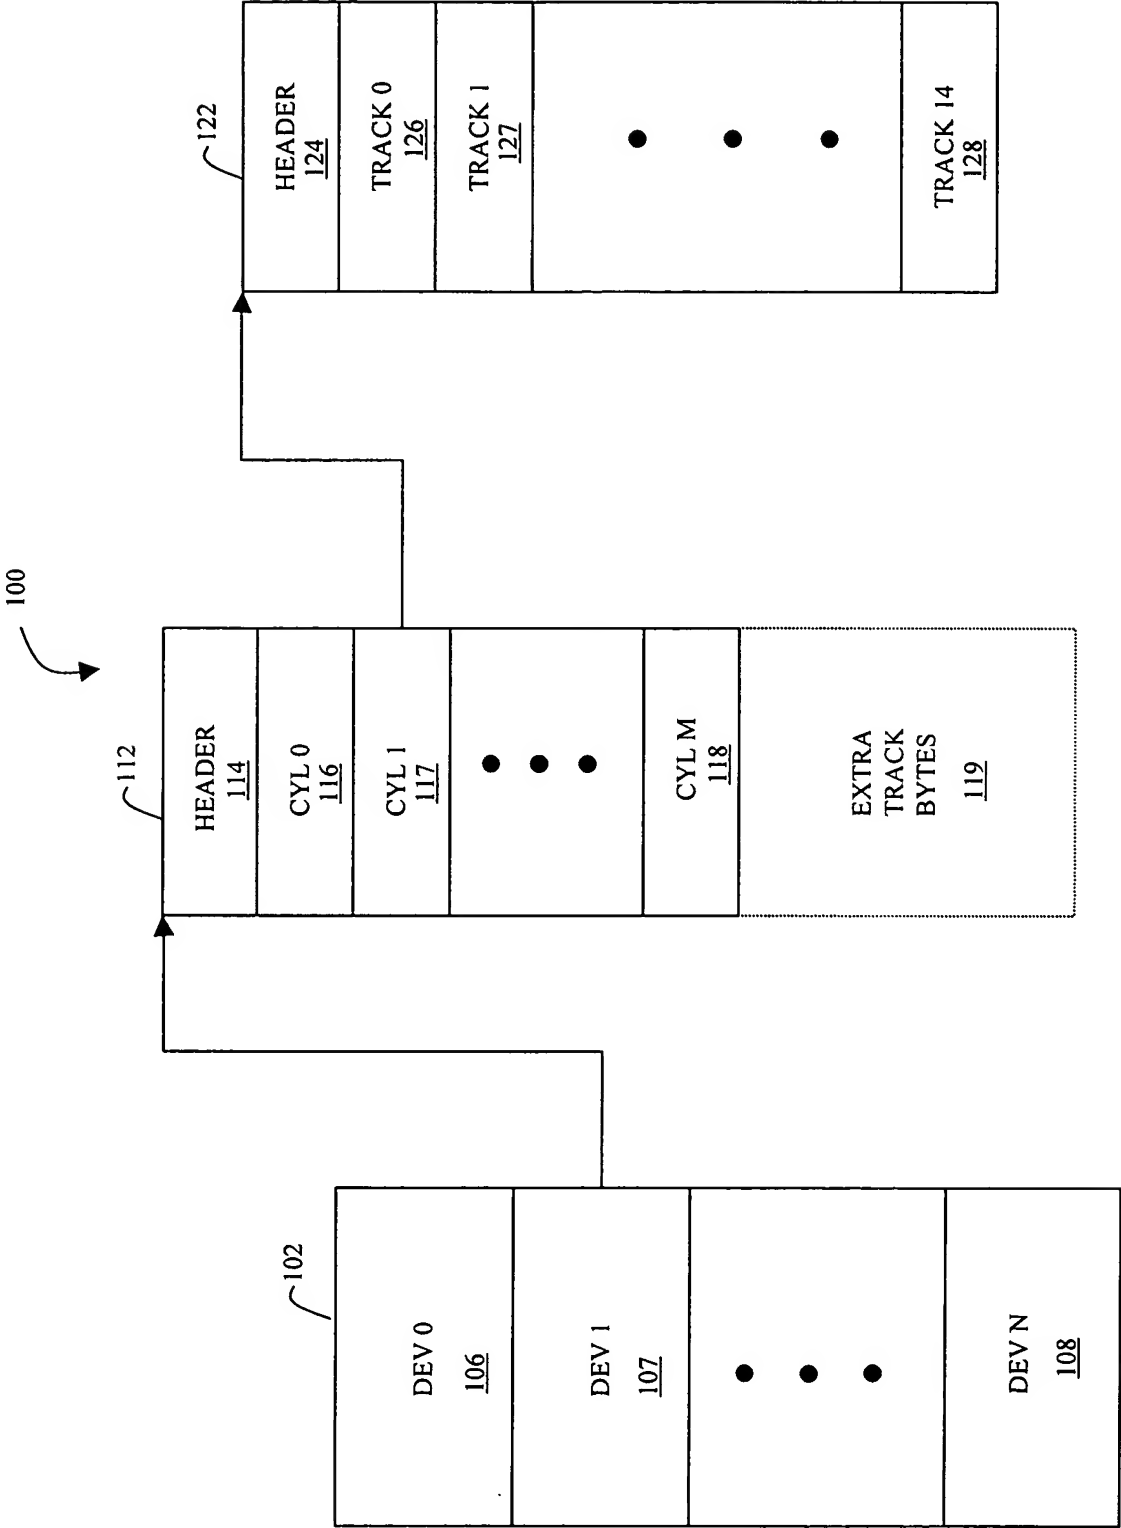 100
102
DEV 0
106
DEV 1
107
DEV N
108
112
HEADER
114
CYL 0
116
CYL 1
117
CYL M
118
EXTRA
TRACK
BYTES
119
122
HEADER
124
TRACK 0
126
TRACK 1
127
TRACK 14
128